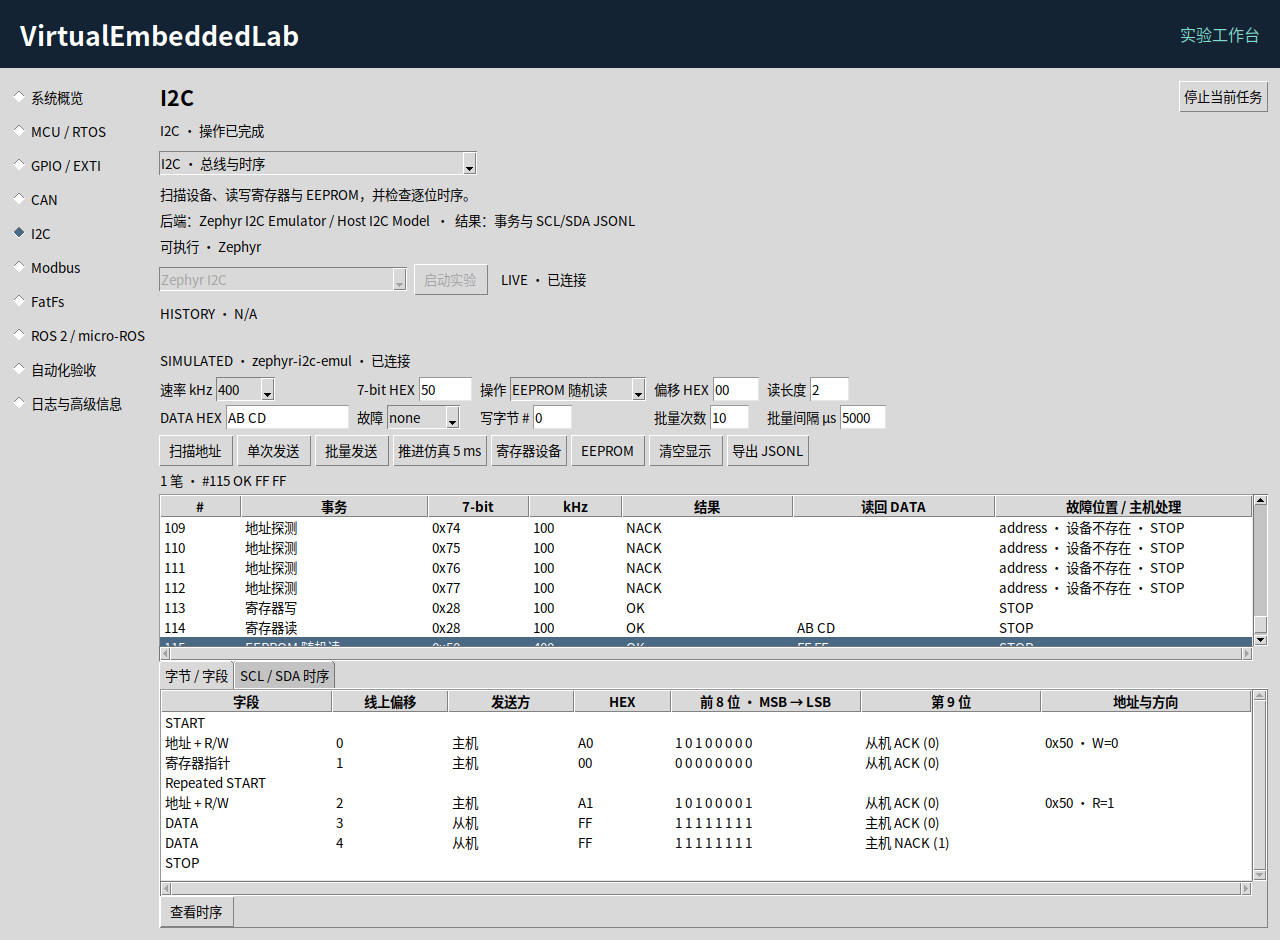 VirtualEmbeddedLab
实验工作台
系统概览
MCU / RTOS
GPIO / EXTI
CAN
I2C
Modbus
FatFs
ROS 2 / micro-ROS
自动化验收
日志与高级信息
I2C
停止当前任务
I2C · 操作已完成
I2C · 总线与时序
扫描设备、读写寄存器与 EEPROM，并检查逐位时序。
后端：Zephyr I2C Emulator / Host I2C Model · 结果：事务与 SCL/SDA JSONL
可执行 · Zephyr
Zephyr I2C 启动实验 LIVE · 已连接
HISTORY · N/A
SIMULATED · zephyr-i2c-emul · 已连接
速率 kHz 400 7-bit HEX 50 操作 EEPROM 随机读 偏移 HEX 00 读长度 2
DATA HEX AB CD 故障 none 写字节 # 0 批量次数 10 批量间隔 µs 5000
扫描地址 单次发送 批量发送 推进仿真 5 ms 寄存器设备 EEPROM 清空显示 导出 JSONL
1 笔 · #115 OK FF FF
# 事务 7-bit kHz 结果 读回 DATA 故障位置 / 主机处理
109 地址探测 0x74 100 NACK address · 设备不存在 · STOP
110 地址探测 0x75 100 NACK address · 设备不存在 · STOP
111 地址探测 0x76 100 NACK address · 设备不存在 · STOP
112 地址探测 0x77 100 NACK address · 设备不存在 · STOP
113 寄存器写 0x28 100 OK STOP
114 寄存器读 0x28 100 OK AB CD STOP
115 EEPROM 随机读 0x50 400 OK FF FF STOP
字节 / 字段 SCL / SDA 时序
字段 线上偏移 发送方 HEX 前 8 位 · MSB → LSB 第 9 位 地址与方向
START
地址 + R/W 0 主机 A0 1 0 1 0 0 0 0 0 从机 ACK (0) 0x50 · W=0
寄存器指针 1 主机 00 0 0 0 0 0 0 0 0 从机 ACK (0)
Repeated START
地址 + R/W 2 主机 A1 1 0 1 0 0 0 0 1 从机 ACK (0) 0x50 · R=1
DATA 3 从机 FF 1 1 1 1 1 1 1 1 主机 ACK (0)
DATA 4 从机 FF 1 1 1 1 1 1 1 1 主机 NACK (1)
STOP
查看时序